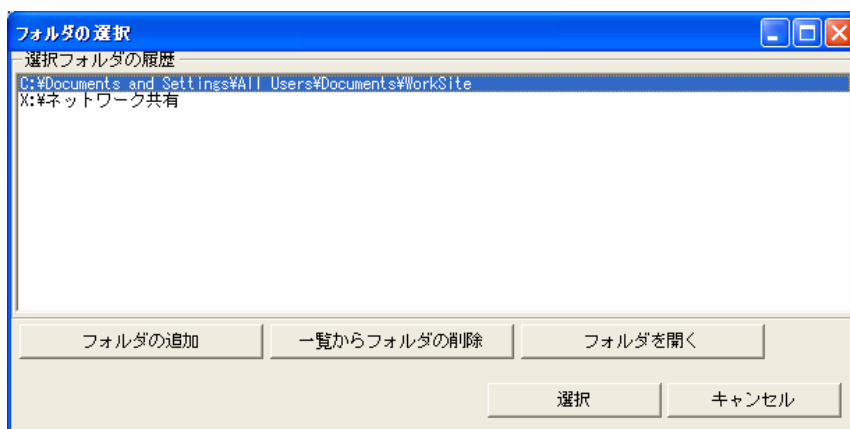 フォルダの選択
選択フォルダの履歴
C:¥Documents and Settings¥All Users¥Documents¥WorkSite
X:¥ネットワーク共有
フォルダの追加 一覧からフォルダの削除 フォルダを開く
選択 キャンセル